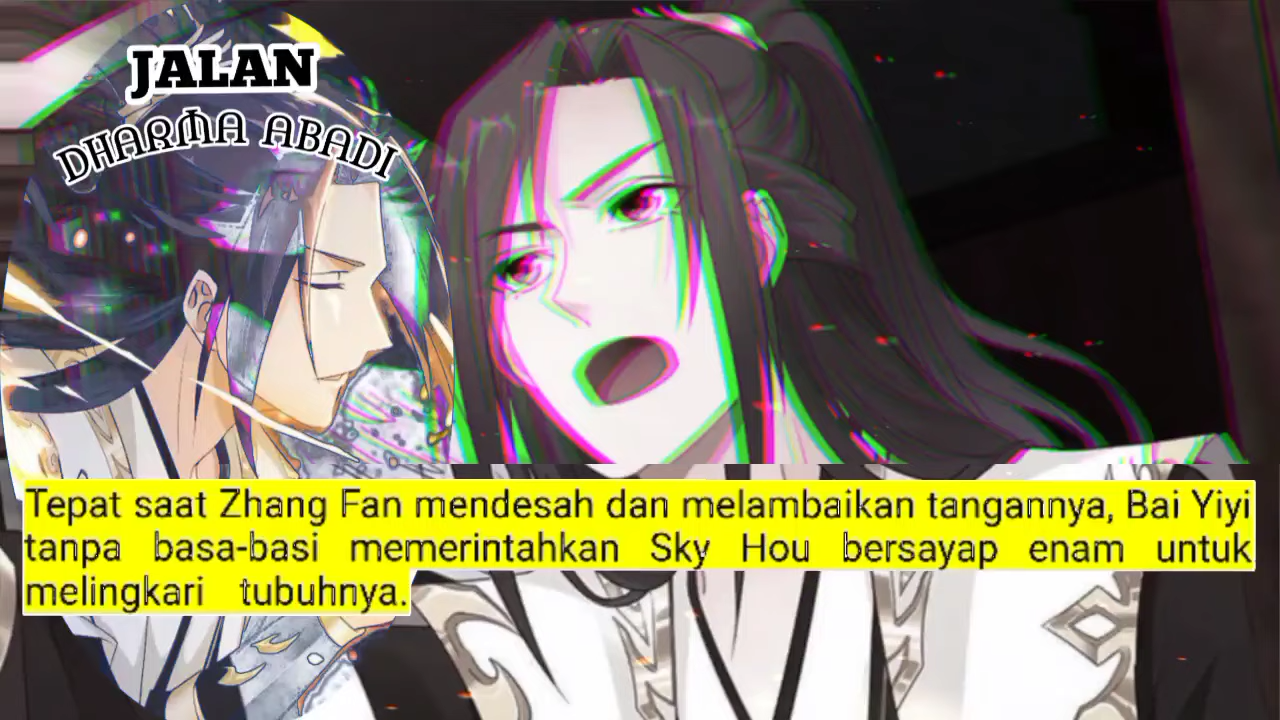 JALAN
DHARMA ABADI
Tepat saat Zhang Fan mendesah dan melambaikan tangannya, Bai Yiyi
tanpa basa-basi memerintahkan Sky Hou bersayap enam untuk
melingkari tubuhnya.